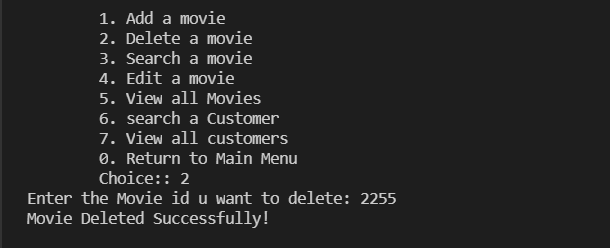 1. Add a movie
2. Delete a movie
3. Search a movie
4. Edit a movie
5. View all Movies
6. search a Customer
7. View all customers
0. Return to Main Menu
Choice:: 2
Enter the Movie id u want to delete: 2255
Movie Deleted Successfully!